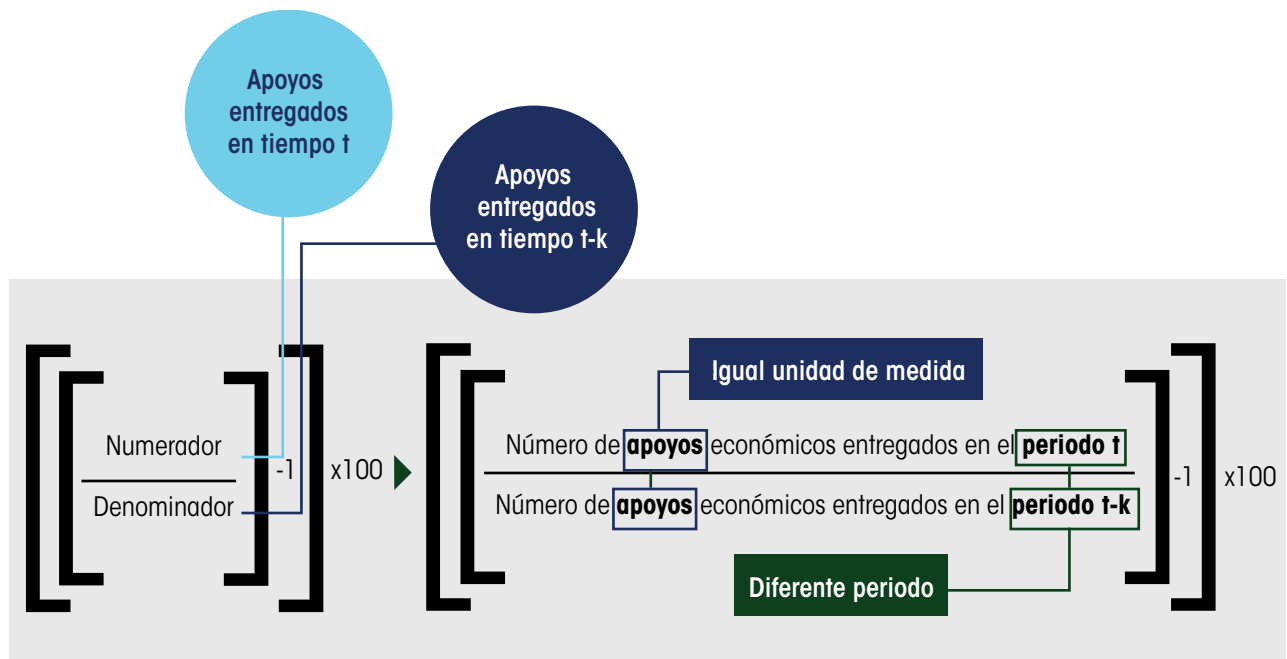 Apoyos
entregados
en tiempo t
Apoyos
entregados
en tiempo t-k
Numerador
Denominador
-1
x100
Igual unidad de medida
Número de apoyos económicos entregados en el periodo t
Número de apoyos económicos entregados en el periodo t-k
-1
x100
Diferente periodo